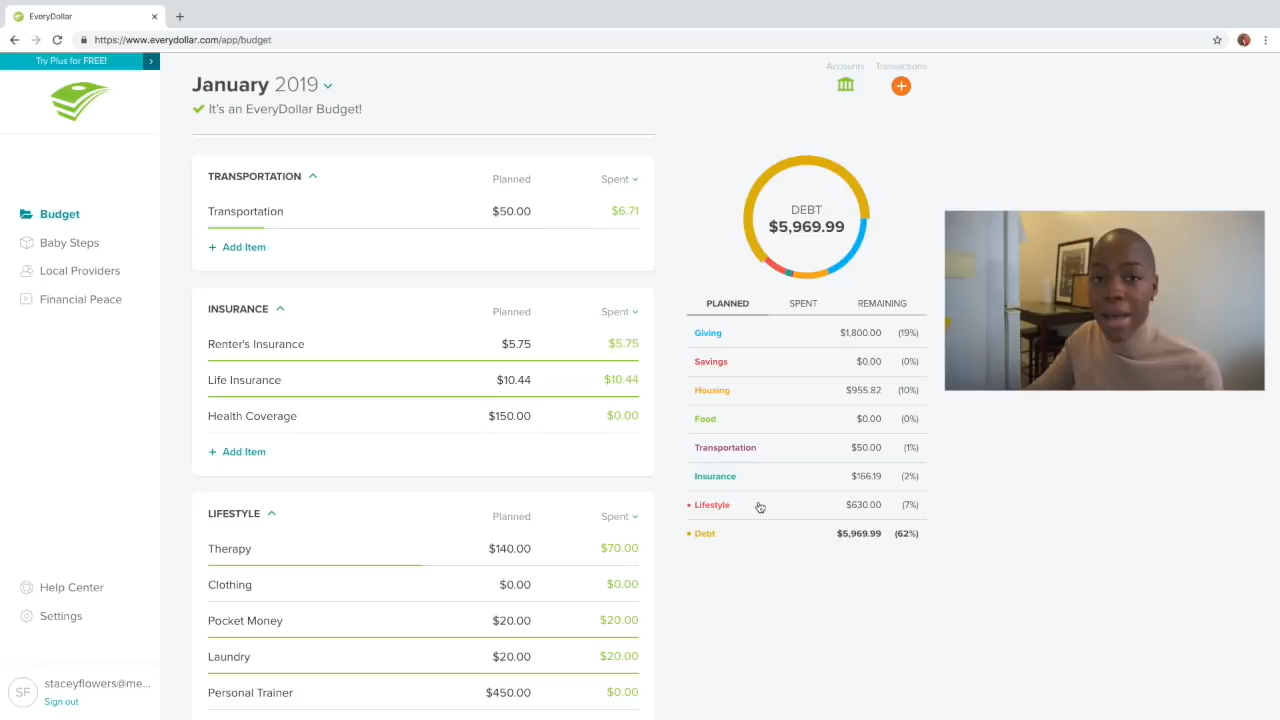 EveryDollar
https://www.everydollar.com/app/budget
Try Plus for FREE!
January 2019
It's an EveryDollar Budget!
Accounts
Transactions
Budget
Baby Steps
Local Providers
Financial Peace
Help Center
Settings
SF
staceyflowers@me...
Sign out
TRANSPORTATION Planned Spent
Transportation $50.00 $6.71
+ Add Item
INSURANCE Planned Spent
Renter's Insurance $5.75 $5.75
Life Insurance $10.44 $10.44
Health Coverage $150.00 $0.00
+ Add Item
LIFESTYLE Planned Spent
Therapy $140.00 $70.00
Clothing $0.00 $0.00
Pocket Money $20.00 $20.00
Laundry $20.00 $20.00
Personal Trainer $450.00 $0.00
DEBT
$5,969.99
PLANNED SPENT REMAINING
Giving $1,800.00 (19%)
Savings $0.00 (0%)
Housing $955.82 (10%)
Food $0.00 (0%)
Transportation $50.00 (1%)
Insurance $166.19 (2%)
Lifestyle $630.00 (7%)
Debt $5,969.99 (62%)